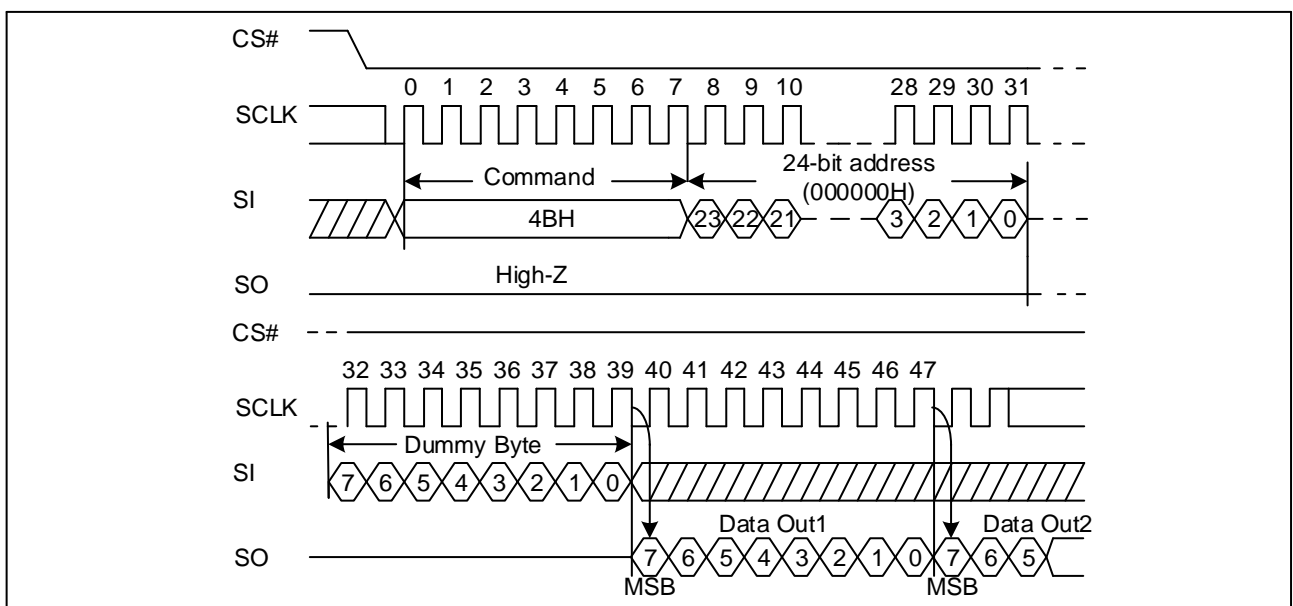 CS#
0 1 2 3 4 5 6 7 8 9 10 28 29 30 31
SCLK
Command
24-bit address
(000000H)
SI
4BH
23 22 21 3 2 1 0
High-Z
SO
CS#
32 33 34 35 36 37 38 39 40 41 42 43 44 45 46 47
SCLK
Dummy Byte
SI
7 6 5 4 3 2 1 0
Data Out1 Data Out2
SO
7 6 5 4 3 2 1 0 7 6 5
MSB MSB